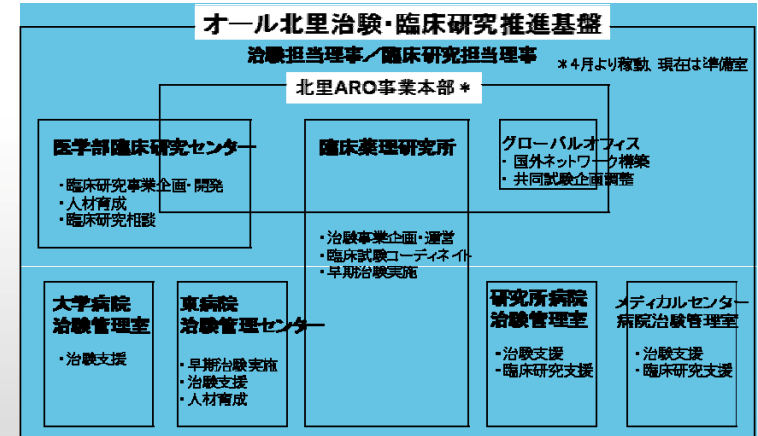 オール北里治験・臨床研究推進基盤
治験担当理事／臨床研究担当理事
＊4月より稼動、現在は準備室
北里ARO事業本部＊
医学部臨床研究センター
・臨床研究事業企画・開発
・人材育成
・臨床研究相談
臨床薬理研究所
・治験事業企画・運営
・臨床試験コーディネイト
・早期治験実施
グローバルオフィス
・国外ネットワーク構築
・共同試験企画調整
大学病院
治験管理室
・治験支援
東病院
治験管理センター
・早期治験実施
・治験支援
・人材育成
研究所病院
治験管理室
・治験支援
・臨床研究支援
メディカルセンター
病院治験管理室
・治験支援
・臨床研究支援